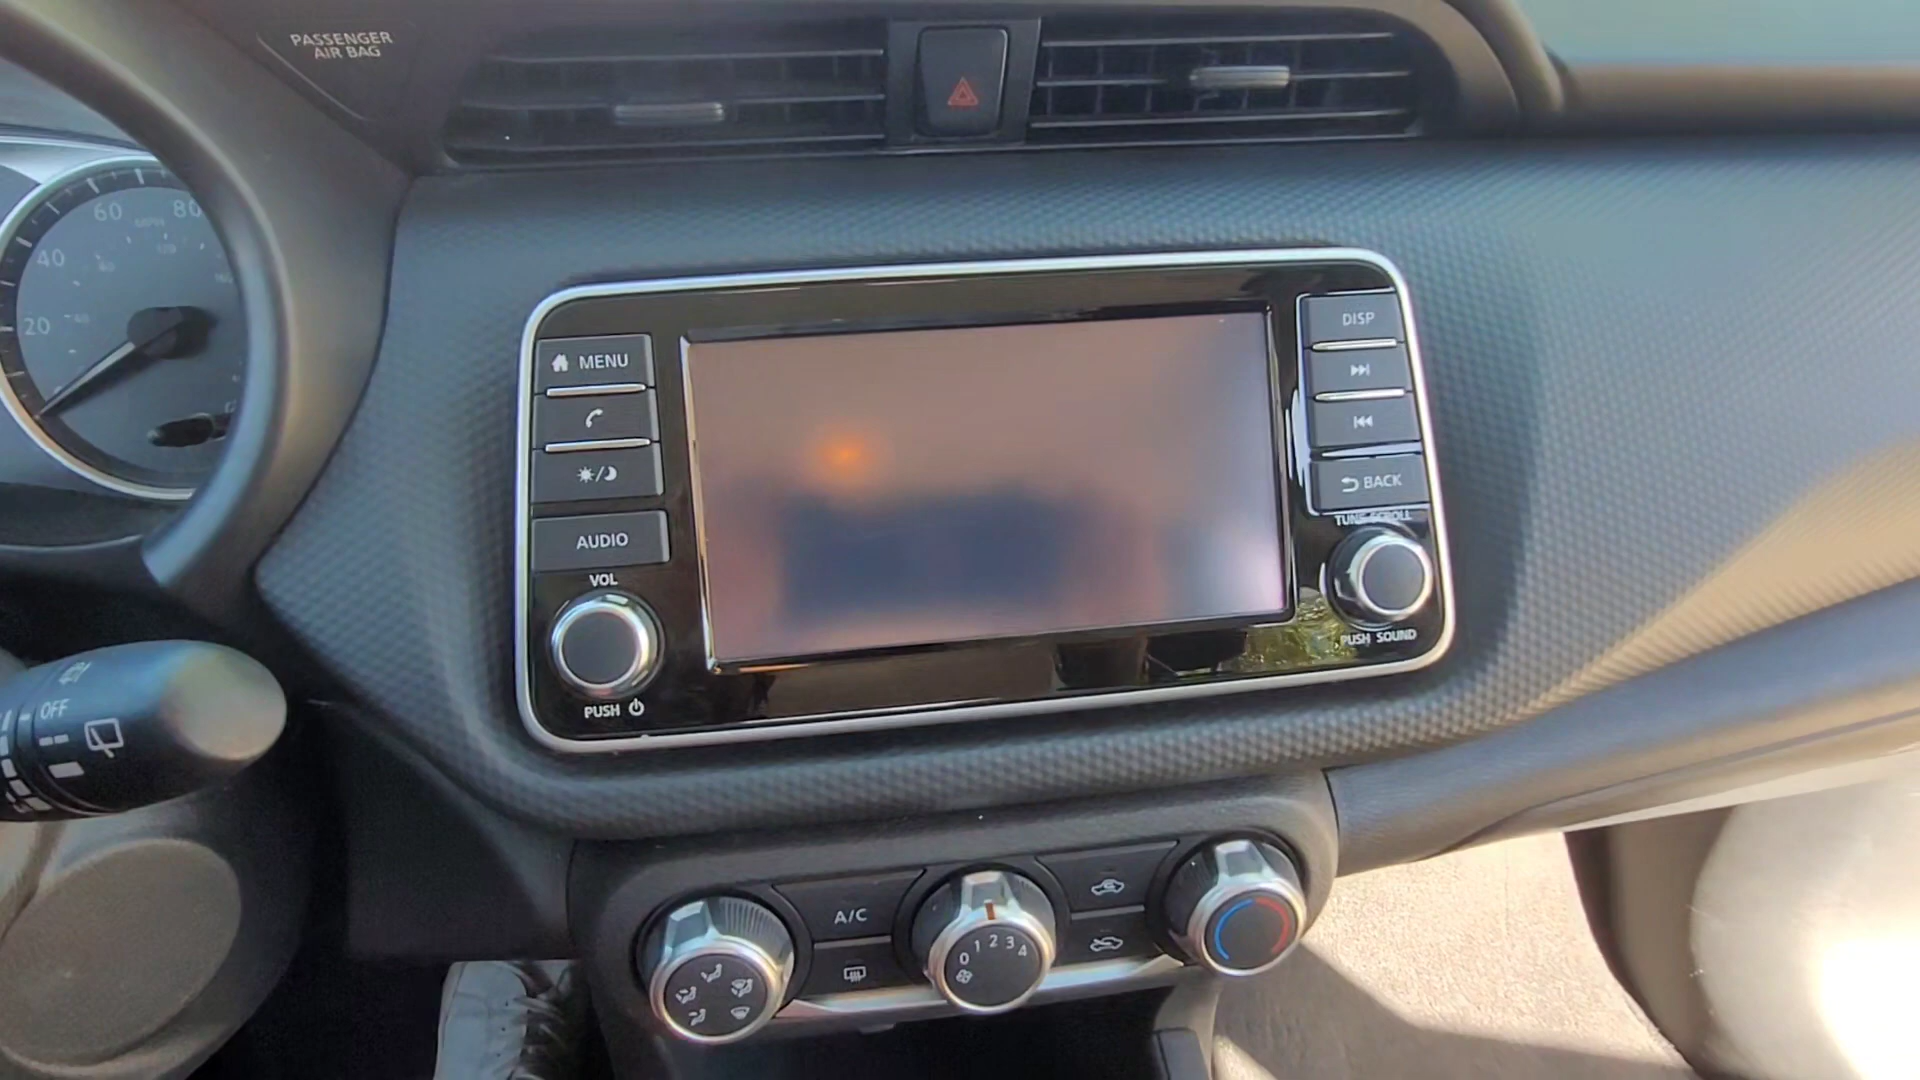 PASSENGER
AIR BAG
60
80
MPH
40
20
MENU
DISP
BACK
AUDIO
TUNE·SCROLL
VOL
PUSH SOUND
PUSH
OFF
A/C
0 1 2 3 4